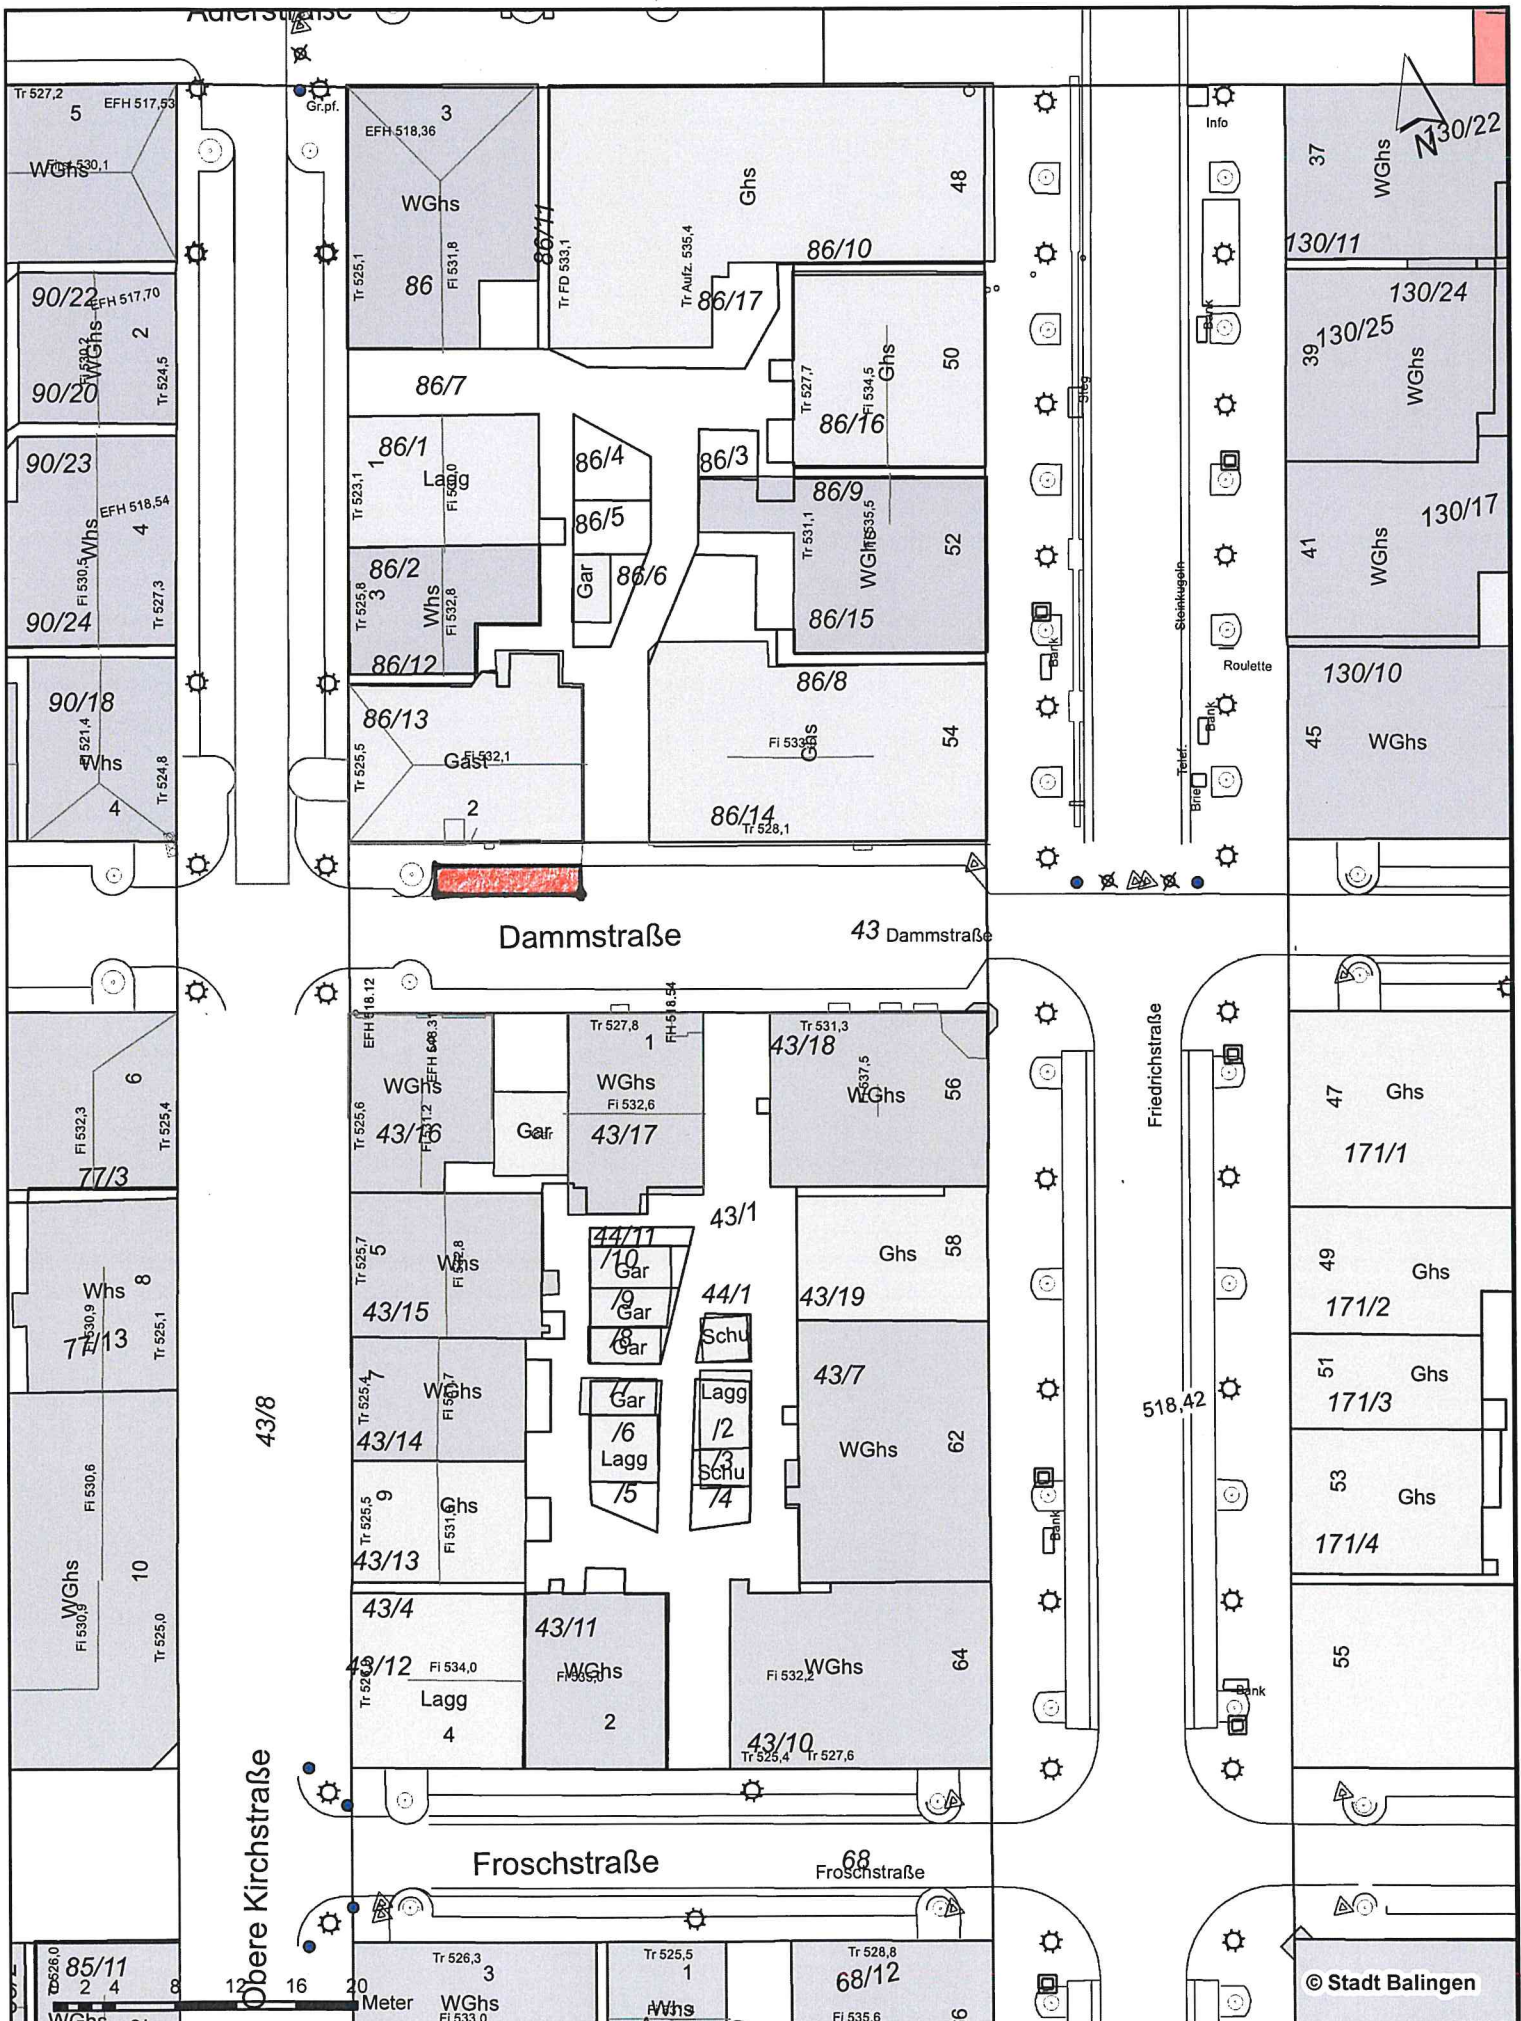 Adlerstraße
Tr 527,2
EFH 517,53
5
WGhs
Gr.pf.
EFH 518,36
3
WGhs
86/11
Tr 525,1
86
Fi 531,8
Tr FD 533,1
Ghs
48
Tr Aufz. 535,4
86/10
86/17
Info
37
WGhs
130/22
N
130/11
90/22
EFH 517,70
WGhs
2
Fi 530,2
90/20
Tr 524,5
86/7
Tr 527,7
Ghs
Fi 534,5
50
86/16
Bank
Steg
130/24
130/25
39
WGhs
90/23
EFH 518,54
Whs
4
Fi 530,5
90/24
Tr 527,3
86/1
1
Lagg
Tr 523,1
86/4
86/3
86/5
86/9
Tr 531,1
WGhs
52
130/17
41
WGhs
86/2
3
Whs
Tr 525,8
Fi 532,8
Gar
86/6
86/15
86/12
Steinkugeln
Bank
Roulette
90/18
Fi 521,4
Whs
Tr 524,8
4
86/13
Tr 525,5
Gast
Fi 532,1
2
86/8
Ghs
54
86/14
Tr 528,1
Bank
Telef.
130/10
45
WGhs
Dammstraße
43 Dammstraße
EFH 518.12
Tr 527,8
1
Tr 531,3
43/18
Friedrichstraße
6
Fi 532,3
Tr 525,4
77/3
WGhs
Tr 525,6
43/16
Gar
WGhs
Fi 532,6
43/17
WGhs
56
47
Ghs
171/1
8
Whs
77/13
Tr 525,1
Tr 525,7
5
Whs
43/15
43/1
44/11
/10
Gar
/9
Gar
/8
Gar
44/1
Schu
Ghs
58
43/19
49
Ghs
171/2
43/8
Tr 525,4
7
WGhs
43/14
/7
Gar
/6
Lagg
/5
Lagg
/2
/3
Schu
/4
43/7
WGhs
62
518,42
51
Ghs
171/3
Fi 530,6
WGhs
10
Fi 530,9
Tr 525,0
Tr 525,5
9
Ghs
43/13
Bank
53
Ghs
171/4
43/4
43/12
Fi 534,0
Lagg
4
43/11
WGhs
2
Fi 532,2
WGhs
64
43/10
Tr 525,4
Tr 527,6
Bank
55
Obere Kirchstraße
Froschstraße
68
Froschstraße
85/11
0 2 4 8 12 16 20 Meter
WGhs
Tr 526,3
3
WGhs
Fi 533,0
Tr 525,5
1
Whs
Tr 528,8
68/12
Fi 535,6
© Stadt Balingen